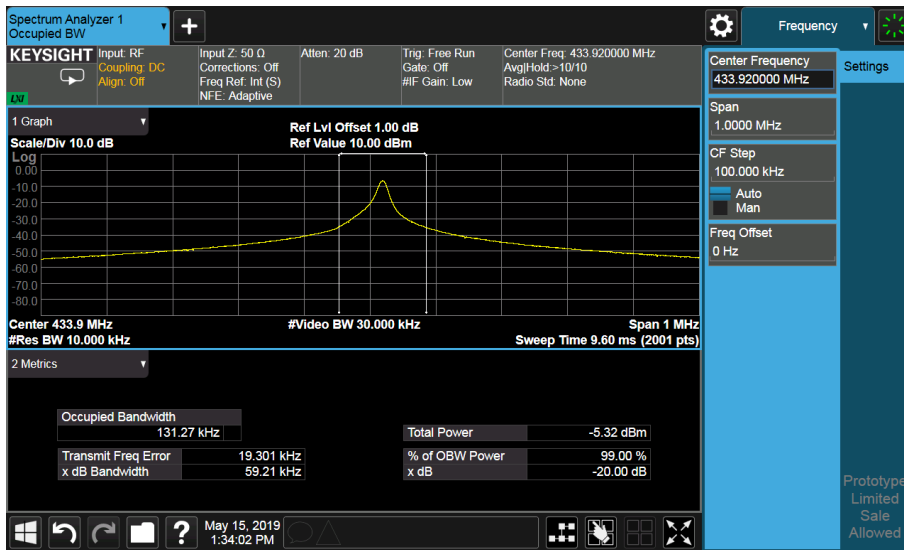 Spectrum Analyzer 1
Occupied BW
+
Frequency
KEYSIGHT
LXI
Input: RF
Coupling: DC
Align: Off
Input Z: 50 Ω
Corrections: Off
Freq Ref: Int (S)
NFE: Adaptive
Atten: 20 dB
Trig: Free Run
Gate: Off
#IF Gain: Low
Center Freq: 433.920000 MHz
Avg|Hold:>10/10
Radio Std: None
Center Frequency
433.920000 MHz
Settings
Span
1.0000 MHz
CF Step
100.000 kHz
Auto
Man
Freq Offset
0 Hz
1 Graph
Scale/Div 10.0 dB
Ref Lvl Offset 1.00 dB
Ref Value 10.00 dBm
Log
0.00
-10.0
-20.0
-30.0
-40.0
-50.0
-60.0
-70.0
-80.0
Center 433.9 MHz
#Res BW 10.000 kHz
#Video BW 30.000 kHz
Span 1 MHz
Sweep Time 9.60 ms (2001 pts)
2 Metrics
Occupied Bandwidth
131.27 kHz
Transmit Freq Error 19.301 kHz
x dB Bandwidth 59.21 kHz
Total Power -5.32 dBm
% of OBW Power 99.00 %
x dB -20.00 dB
Prototype
Limited
Sale
Allowed
?
May 15, 2019
1:34:02 PM